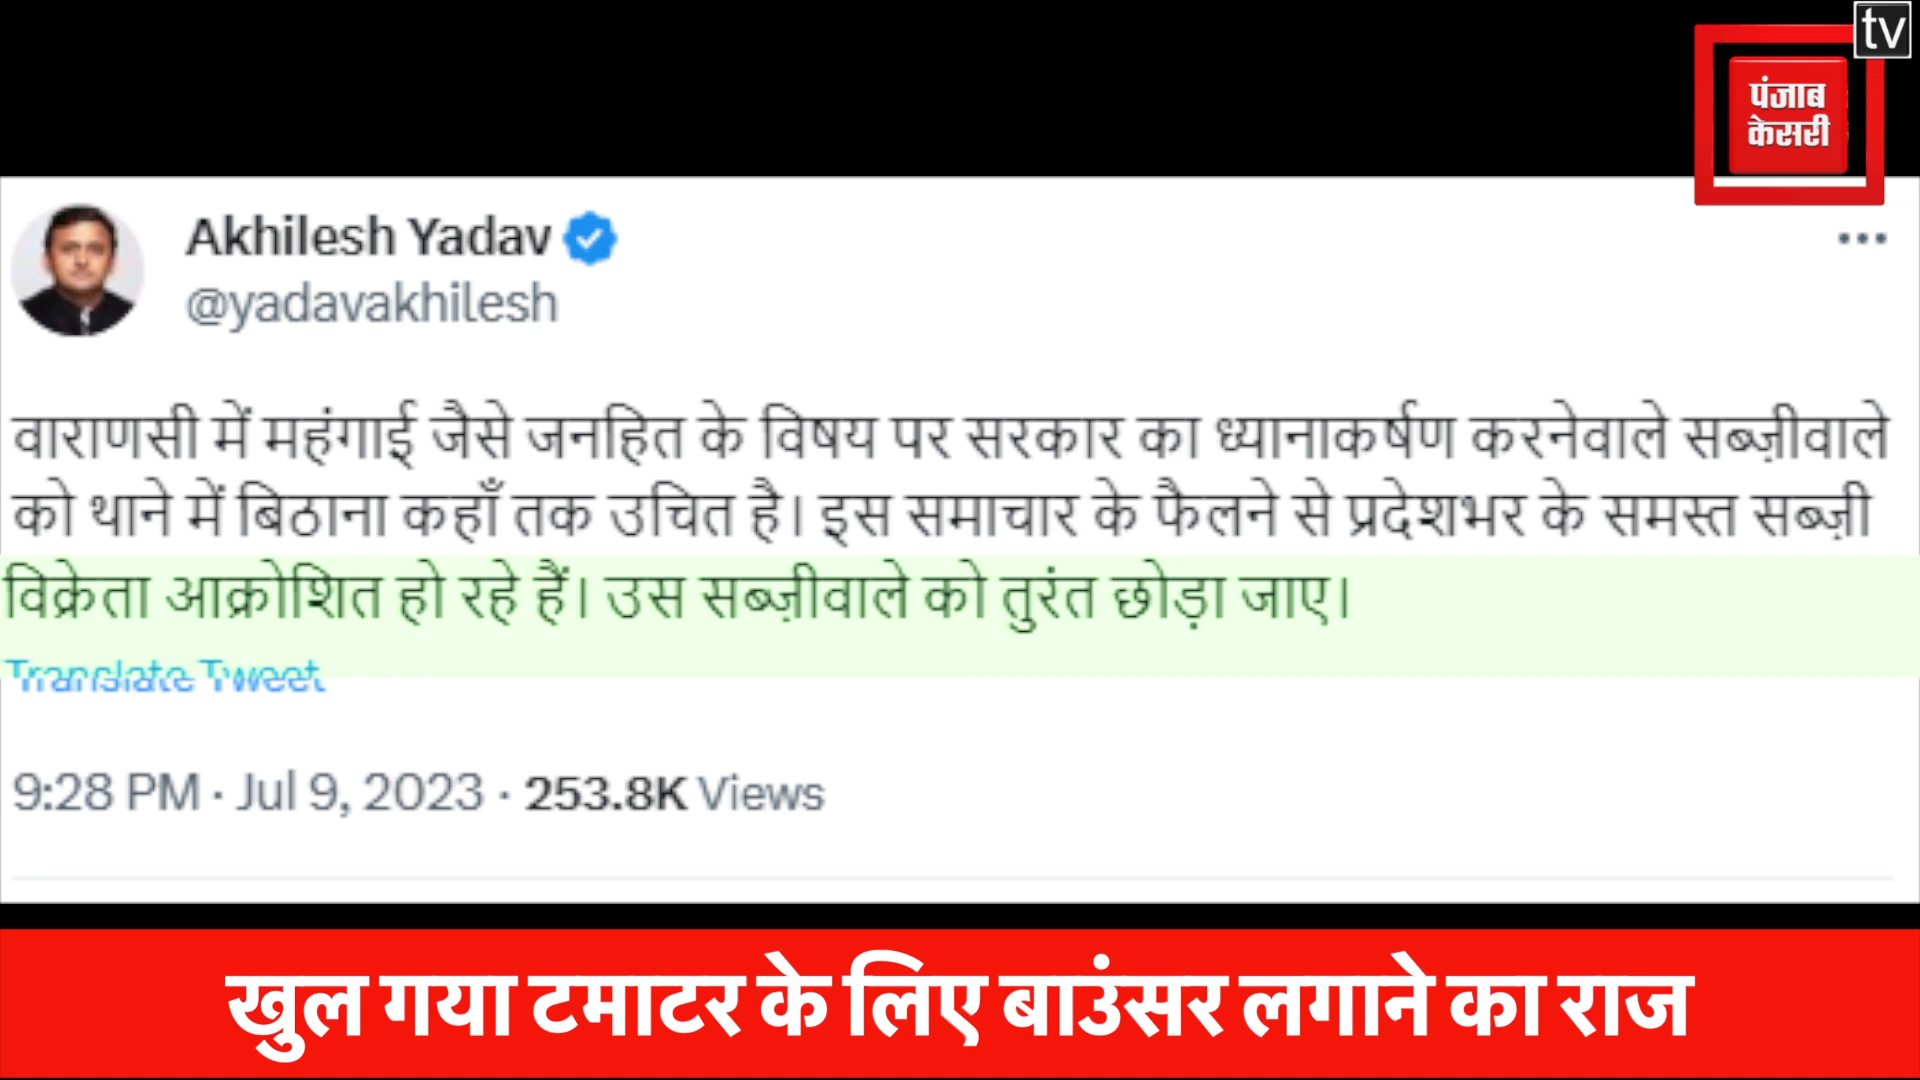 tv
पंजाब
केसरी
Akhilesh Yadav
@yadavakhilesh
वाराणसी में महंगाई जैसे जनहित के विषय पर सरकार का ध्यानाकर्षण करनेवाले सब्ज़ीवाले
को थाने में बिठाना कहाँ तक उचित है। इस समाचार के फैलने से प्रदेशभर के समस्त सब्ज़ी
विक्रेता आक्रोशित हो रहे हैं। उस सब्ज़ीवाले को तुरंत छोड़ा जाए।
Translate Tweet
9:28 PM · Jul 9, 2023 · 253.8K Views
खुल गया टमाटर के लिए बाउंसर लगाने का राज